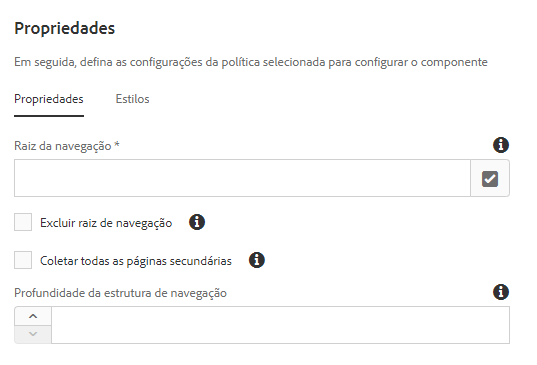 Propriedades
Em seguida, defina as configurações da política selecionada para configurar o componente
Propriedades Estilos
Raiz da navegação *
Excluir raiz de navegação
Coletar todas as páginas secundárias
Profundidade da estrutura de navegação